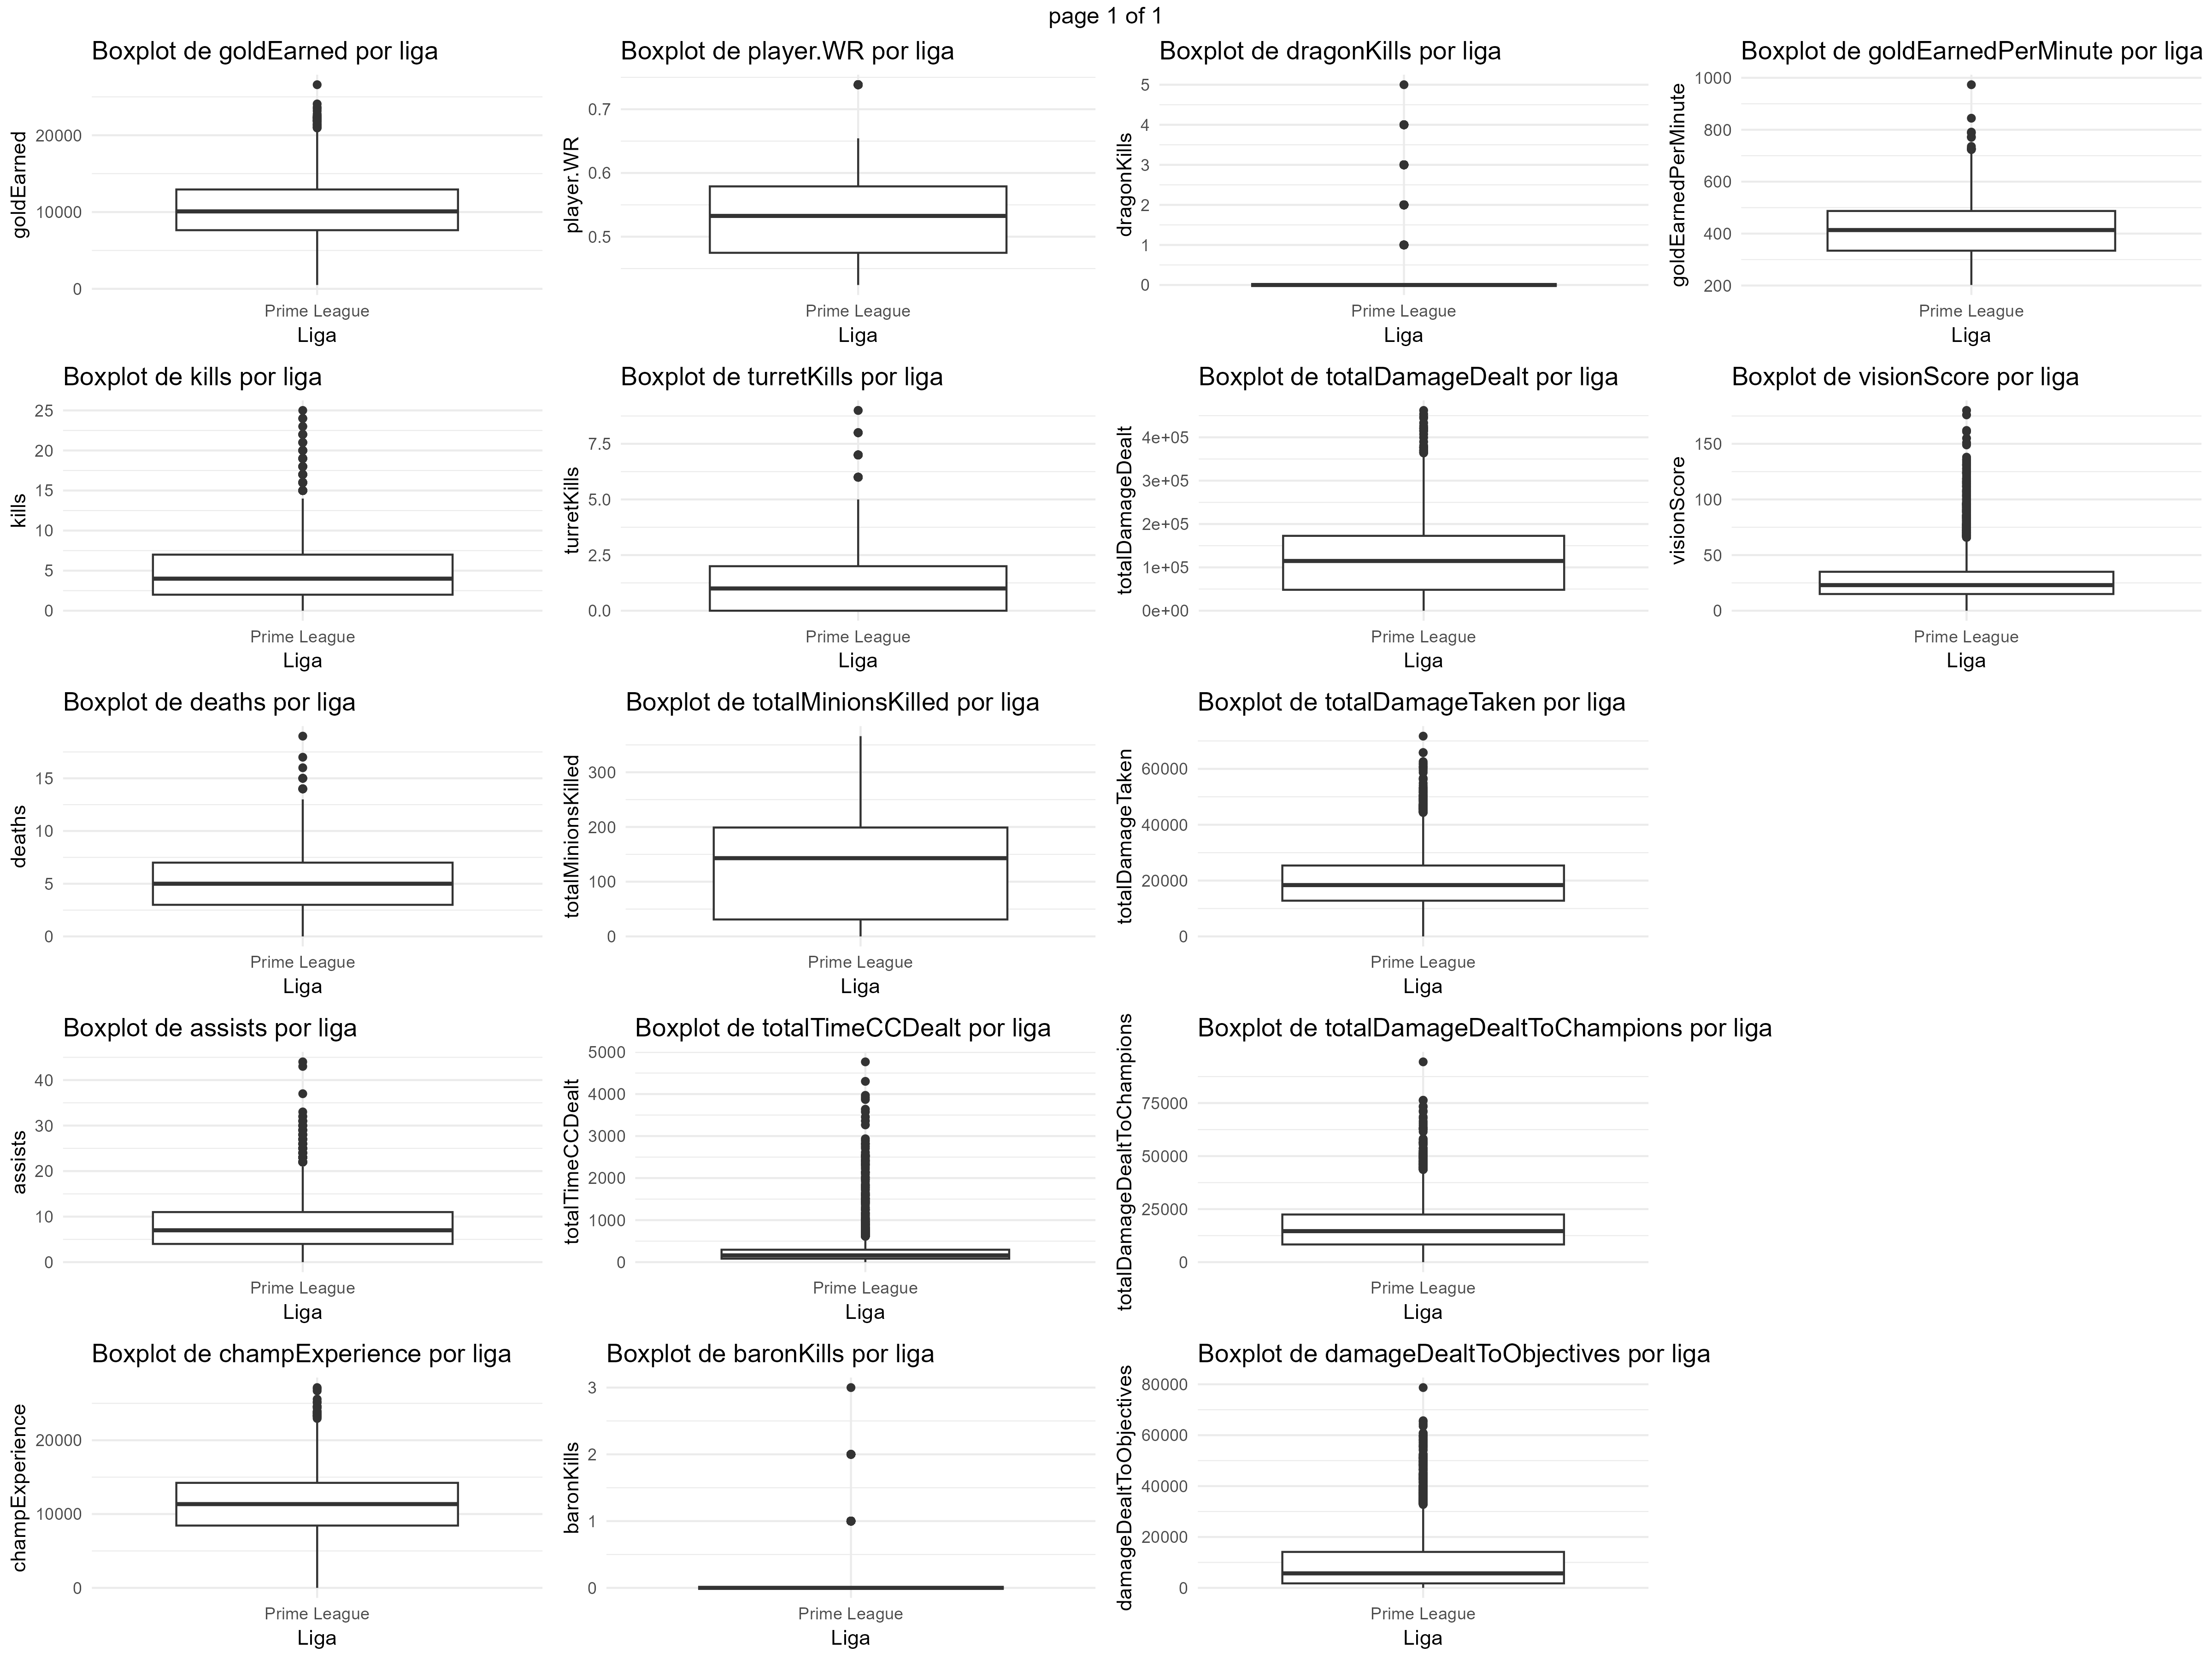 page 1 of 1
Boxplot de goldEarned por liga
goldEarned
20000
10000
0
Prime League
Liga
Boxplot de player.WR por liga
player.WR
0.7
0.6
0.5
Prime League
Liga
Boxplot de dragonKills por liga
dragonKills
5
4
3
2
1
0
Prime League
Liga
Boxplot de goldEarnedPerMinute por liga
goldEarnedPerMinute
1000
800
600
400
200
Prime League
Liga
Boxplot de kills por liga
kills
25
20
15
10
5
0
Prime League
Liga
Boxplot de turretKills por liga
turretKills
7.5
5.0
2.5
0.0
Prime League
Liga
Boxplot de totalDamageDealt por liga
totalDamageDealt
4e+05
3e+05
2e+05
1e+05
0e+00
Prime League
Liga
Boxplot de visionScore por liga
visionScore
150
100
50
0
Prime League
Liga
Boxplot de deaths por liga
deaths
15
10
5
0
Prime League
Liga
Boxplot de totalMinionsKilled por liga
totalMinionsKilled
300
200
100
0
Prime League
Liga
Boxplot de totalDamageTaken por liga
totalDamageTaken
60000
40000
20000
0
Prime League
Liga
Boxplot de assists por liga
assists
40
30
20
10
0
Prime League
Liga
Boxplot de totalTimeCCDealt por liga
totalTimeCCDealt
5000
4000
3000
2000
1000
0
Prime League
Liga
Boxplot de totalDamageDealtToChampions por liga
totalDamageDealtToChampions
75000
50000
25000
0
Prime League
Liga
Boxplot de champExperience por liga
champExperience
20000
10000
0
Prime League
Liga
Boxplot de baronKills por liga
baronKills
3
2
1
0
Prime League
Liga
Boxplot de damageDealtToObjectives por liga
damageDealtToObjectives
80000
60000
40000
20000
0
Prime League
Liga